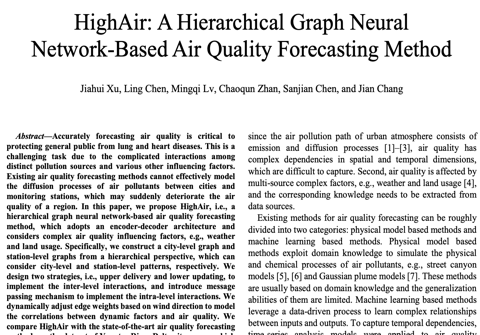 HighAir: A Hierarchical Graph Neural
Network-Based Air Quality Forecasting Method
Jiahui Xu, Ling Chen, Mingqi Lv, Chaoqun Zhan, Sanjian Chen, and Jian Chang
Abstract—Accurately forecasting air quality is critical to
protecting general public from lung and heart diseases. This is a
challenging task due to the complicated interactions among
distinct pollution sources and various other influencing factors.
Existing air quality forecasting methods cannot effectively model
the diffusion processes of air pollutants between cities and
monitoring stations, which may suddenly deteriorate the air
quality of a region. In this paper, we propose HighAir, i.e., a
hierarchical graph neural network-based air quality forecasting
method, which adopts an encoder-decoder architecture and
considers complex air quality influencing factors, e.g., weather
and land usage. Specifically, we construct a city-level graph and
station-level graphs from a hierarchical perspective, which can
consider city-level and station-level patterns, respectively. We
design two strategies, i.e., upper delivery and lower updating, to
implement the inter-level interactions, and introduce message
passing mechanism to implement the intra-level interactions. We
dynamically adjust edge weights based on wind direction to model
the correlations between dynamic factors and air quality. We
compare HighAir with the state-of-the-art air quality forecasting
since the air pollution path of urban atmosphere consists of
emission and diffusion processes [1]–[3], air quality has
complex dependencies in spatial and temporal dimensions,
which are difficult to capture. Second, air quality is affected by
multi-source complex factors, e.g., weather and land usage [4],
and the corresponding knowledge needs to be extracted from
data sources.
Existing methods for air quality forecasting can be roughly
divided into two categories: physical model based methods and
machine learning based methods. Physical model based
methods exploit domain knowledge to simulate the physical
and chemical processes of air pollutants, e.g., street canyon
models [5], [6] and Gaussian plume models [7]. These methods
are usually based on domain knowledge and the generalization
abilities of them are limited. Machine learning based methods
leverage a data-driven process to learn complex relationships
between inputs and outputs. To capture temporal dependencies,